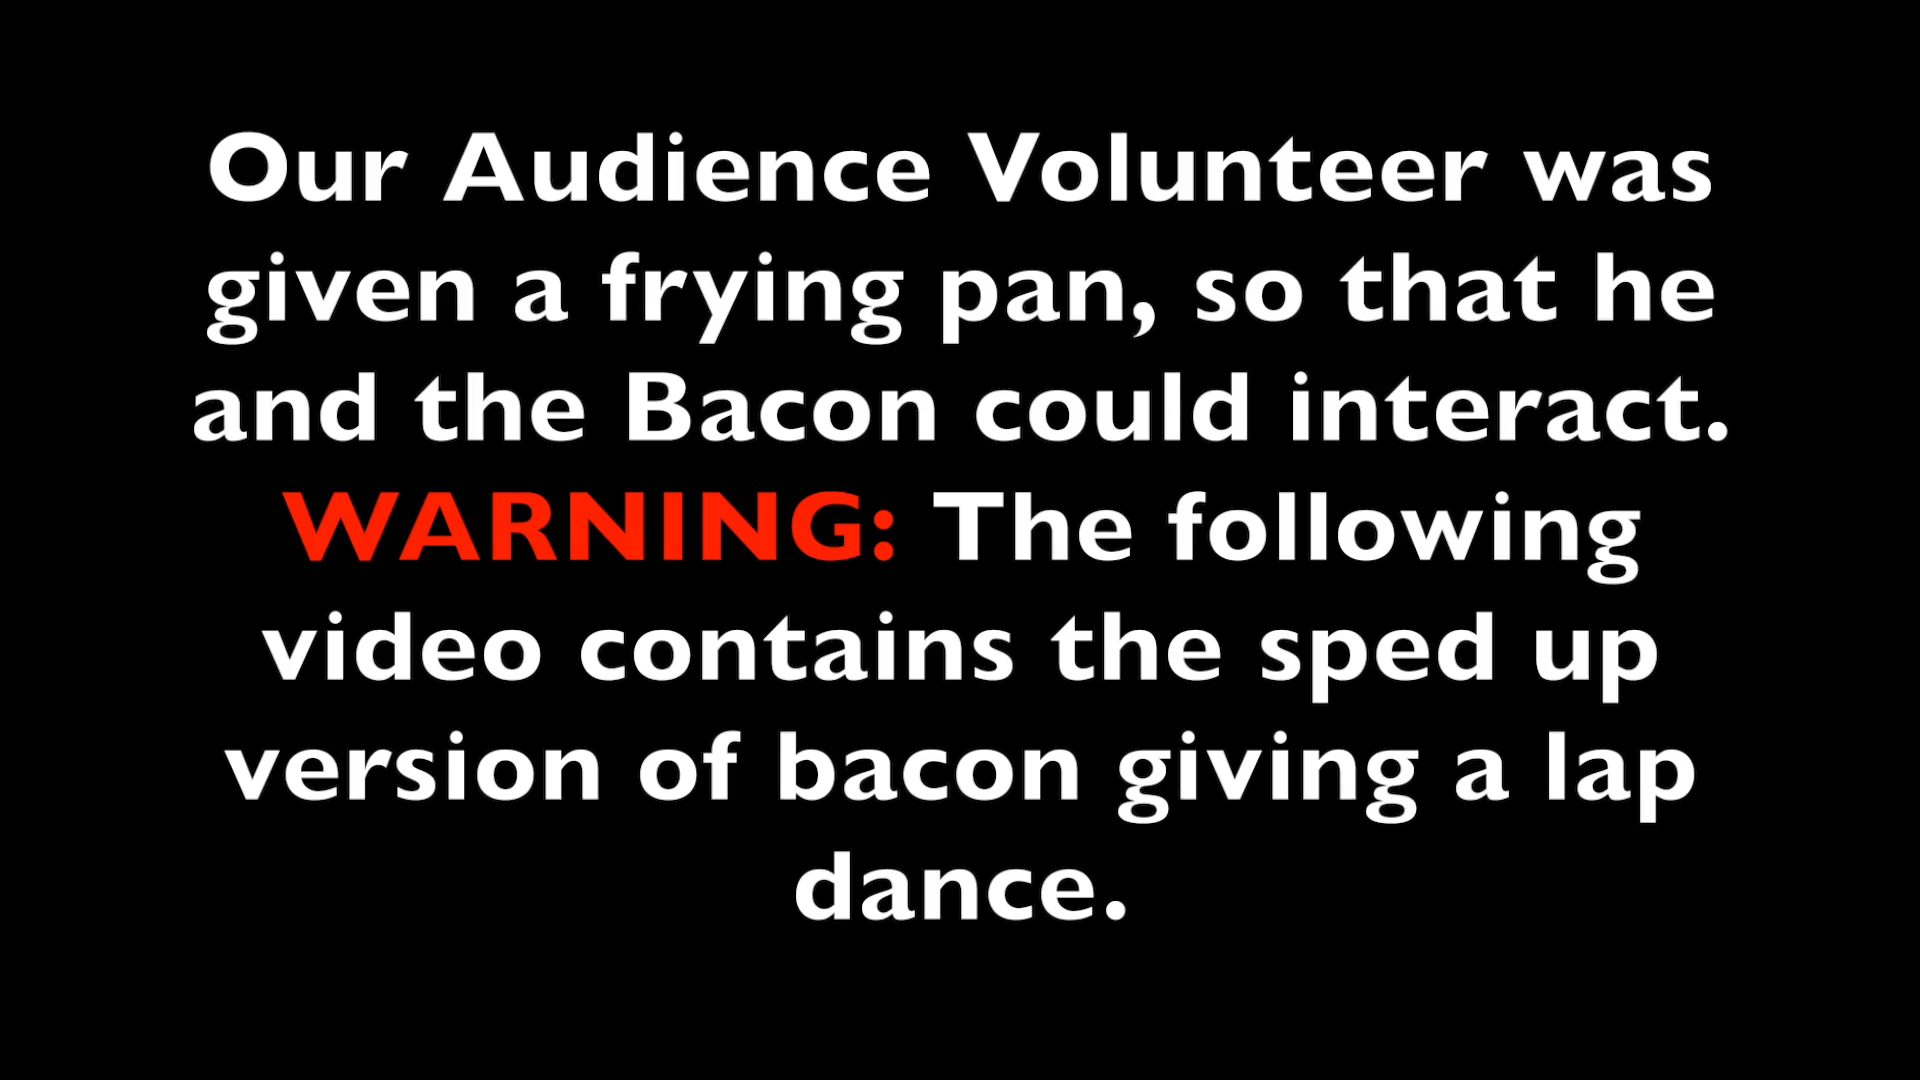 Our Audience Volunteer was
given a frying pan, so that he
and the Bacon could interact.
WARNING: The following
video contains the sped up
version of bacon giving a lap
dance.